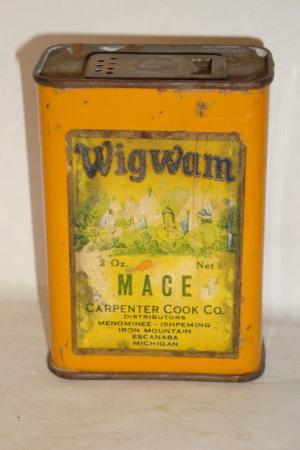 Wigwam
2 Oz. Net
MACE
CARPENTER COOK CO.
DISTRIBUTORS
MENOMINEE - ISHPEMING
IRON MOUNTAIN
ESCANABA
MICHIGAN